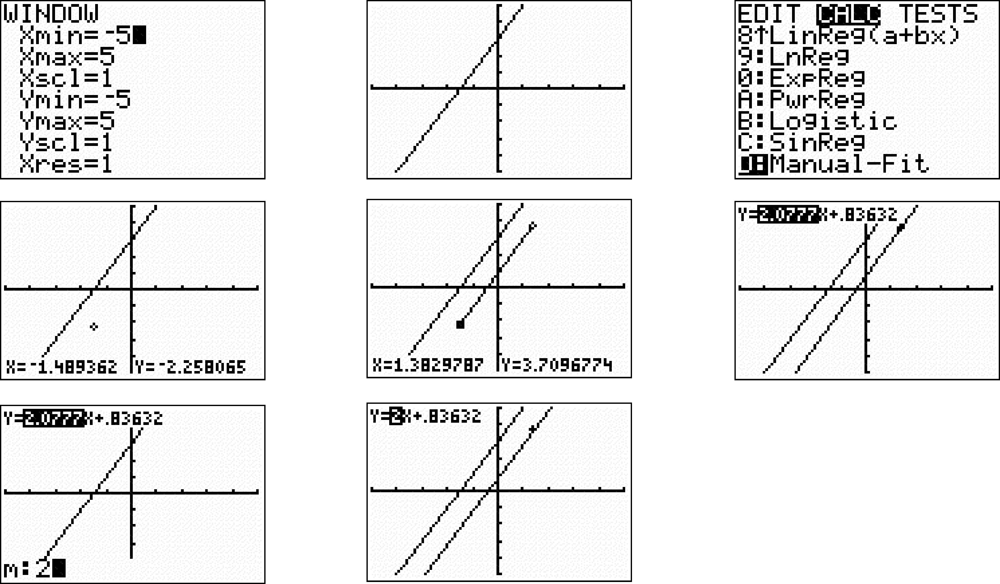 WINDOW
Xmin=-5
Xmax=5
Xscl=1
Ymin=-5
Ymax=5
Yscl=1
Xres=1
EDIT CALC TESTS
8↑LinReg(a+bx)
9:LnReg
0:ExpReg
A:PwrReg
B:Logistic
C:SinReg
D:Manual-Fit
X=-1.489362 Y=-2.258065
X=1.3829787 Y=3.7096774
Y=2.0777X+.83632
Y=2.0777X+.83632
m:2
Y=2X+.83632